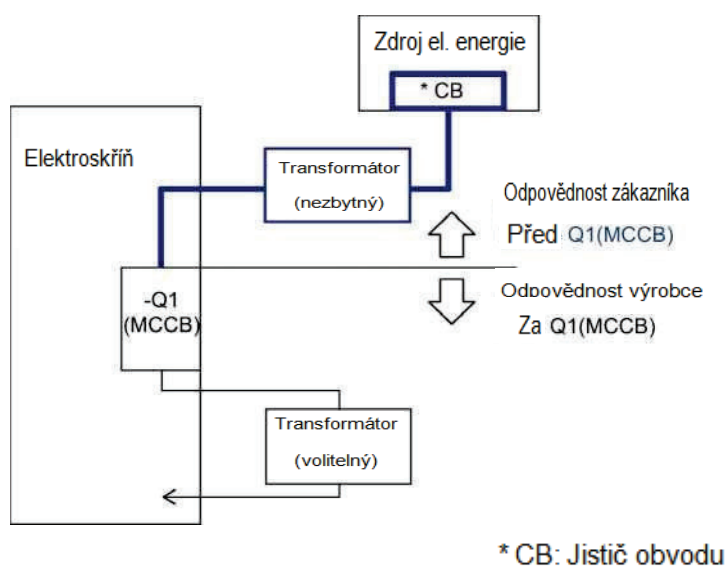 Zdroj el. energie
* CB
Elektroskříň
Transformátor
(nezbytný)
Odpovědnost zákazníka
Před Q1(MCCB)
-Q1
(MCCB)
Odpovědnost výrobce
Za Q1(MCCB)
Transformátor
(volitelný)
* CB: Jistič obvodu